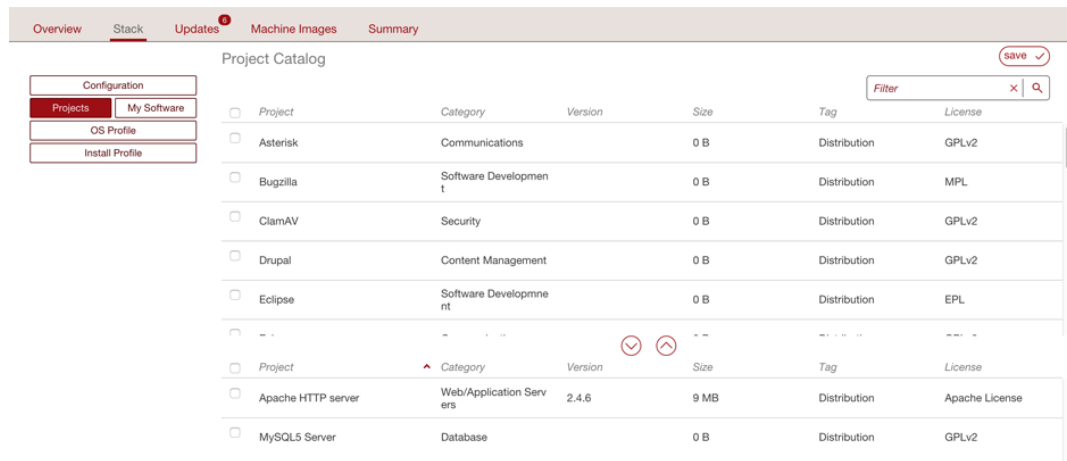 Overview Stack Updates 6 Machine Images Summary
Project Catalog save
Configuration
Projects My Software
OS Profile
Install Profile
Filter
Project Category Version Size Tag License
Asterisk Communications 0 B Distribution GPLv2
Bugzilla Software Developmen
t 0 B Distribution MPL
ClamAV Security 0 B Distribution GPLv2
Drupal Content Management 0 B Distribution GPLv2
Eclipse Software Developmne
nt 0 B Distribution EPL
Project Category Version Size Tag License
Apache HTTP server Web/Application Serv
ers 2.4.6 9 MB Distribution Apache License
MySQL5 Server Database 0 B Distribution GPLv2